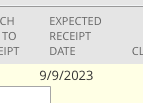 CH EXPECTED
TO RECEIPT
EIPT DATE CL
9/9/2023